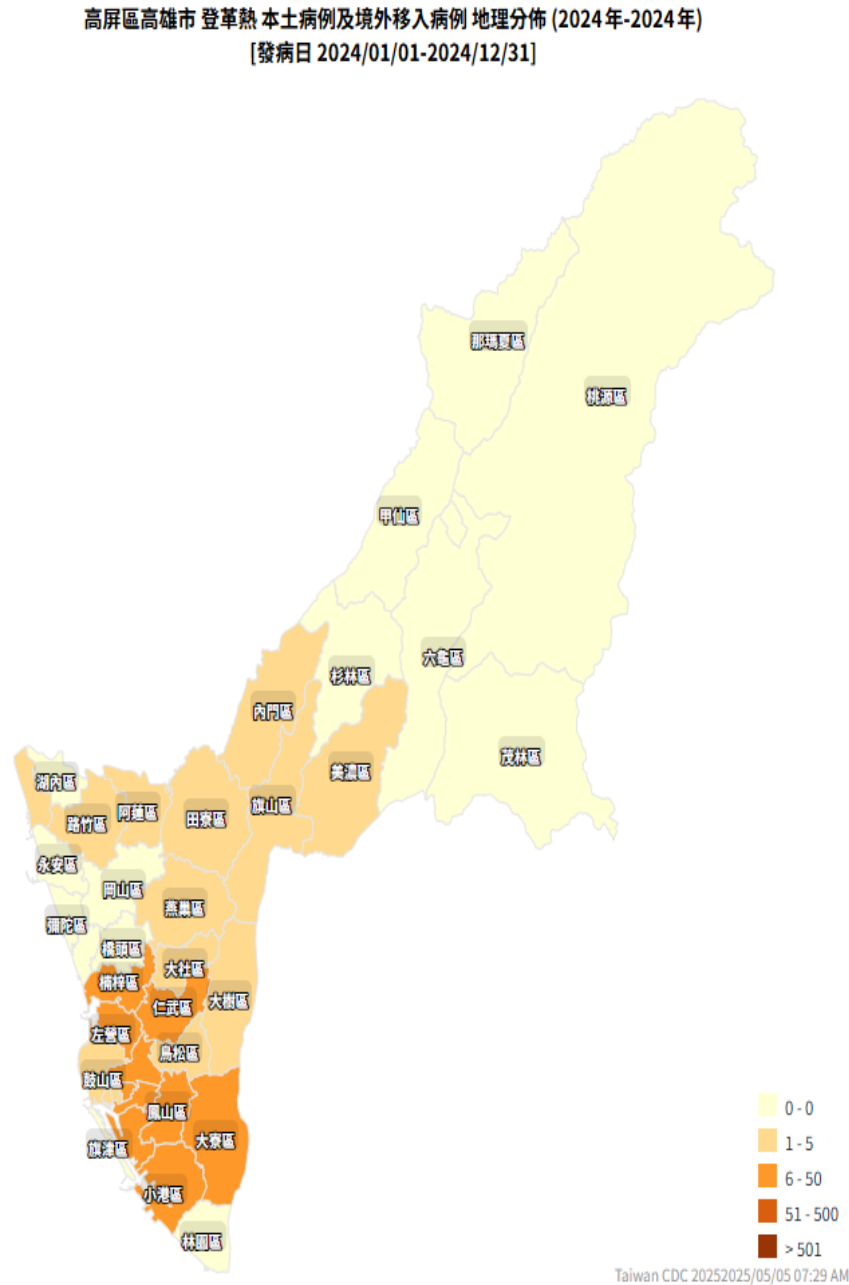 高屏區高雄市 登革熱 本土病例及境外移入病例 地理分佈 (2024年-2024年)
[發病日 2024/01/01-2024/12/31]
那瑪夏區
桃源區
甲仙區
六龜區
杉林區
內門區
茂林區
美濃區
湖內區
旗山區
阿蓮區
田寮區
路竹區
永安區
岡山區
燕巢區
彌陀區
橋頭區
大社區
楠梓區
大樹區
仁武區
左營區
鳥松區
鼓山區
鳳山區
大寮區
旗津區
小港區
林園區
0 - 0
1 - 5
6 - 50
51 - 500
> 501
Taiwan CDC 20252025/05/05 07:29 AM